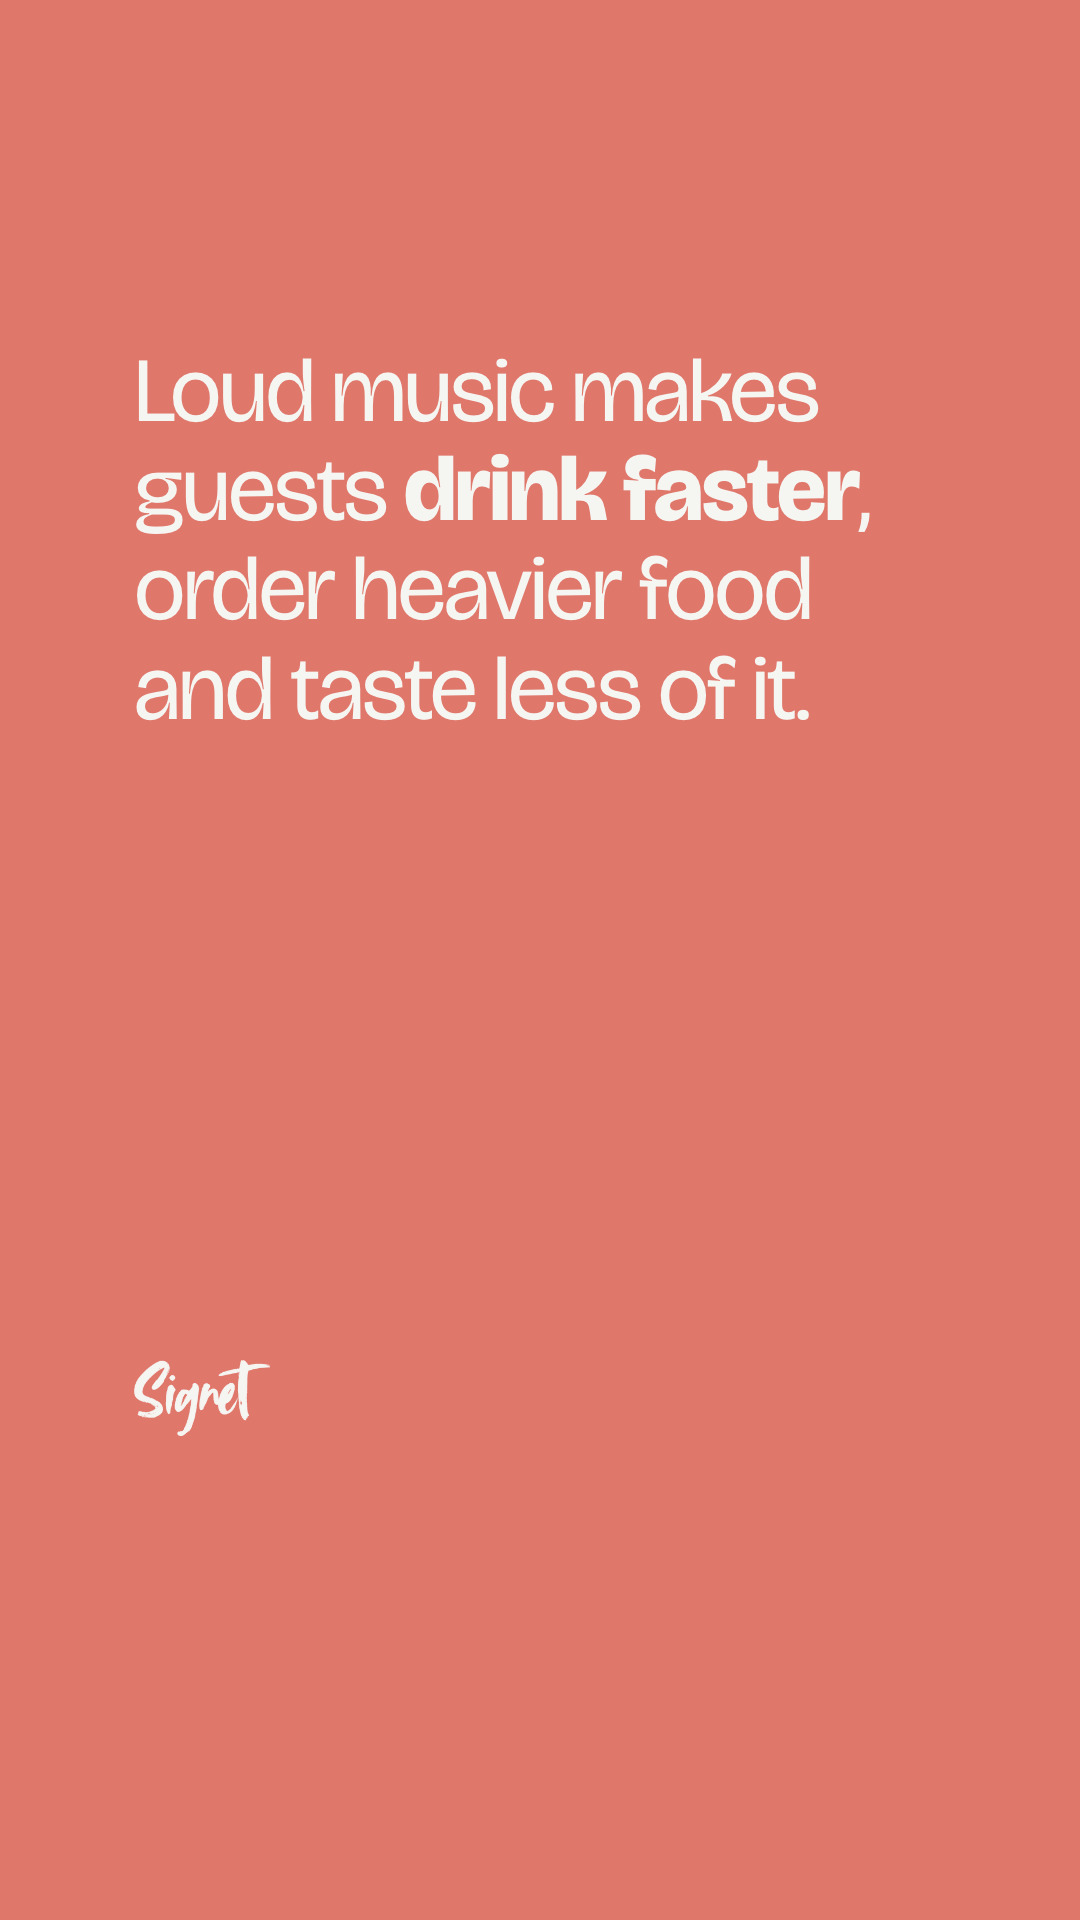 Loud music makes
guests drink faster,
order heavier food
and taste less of it.
Signet